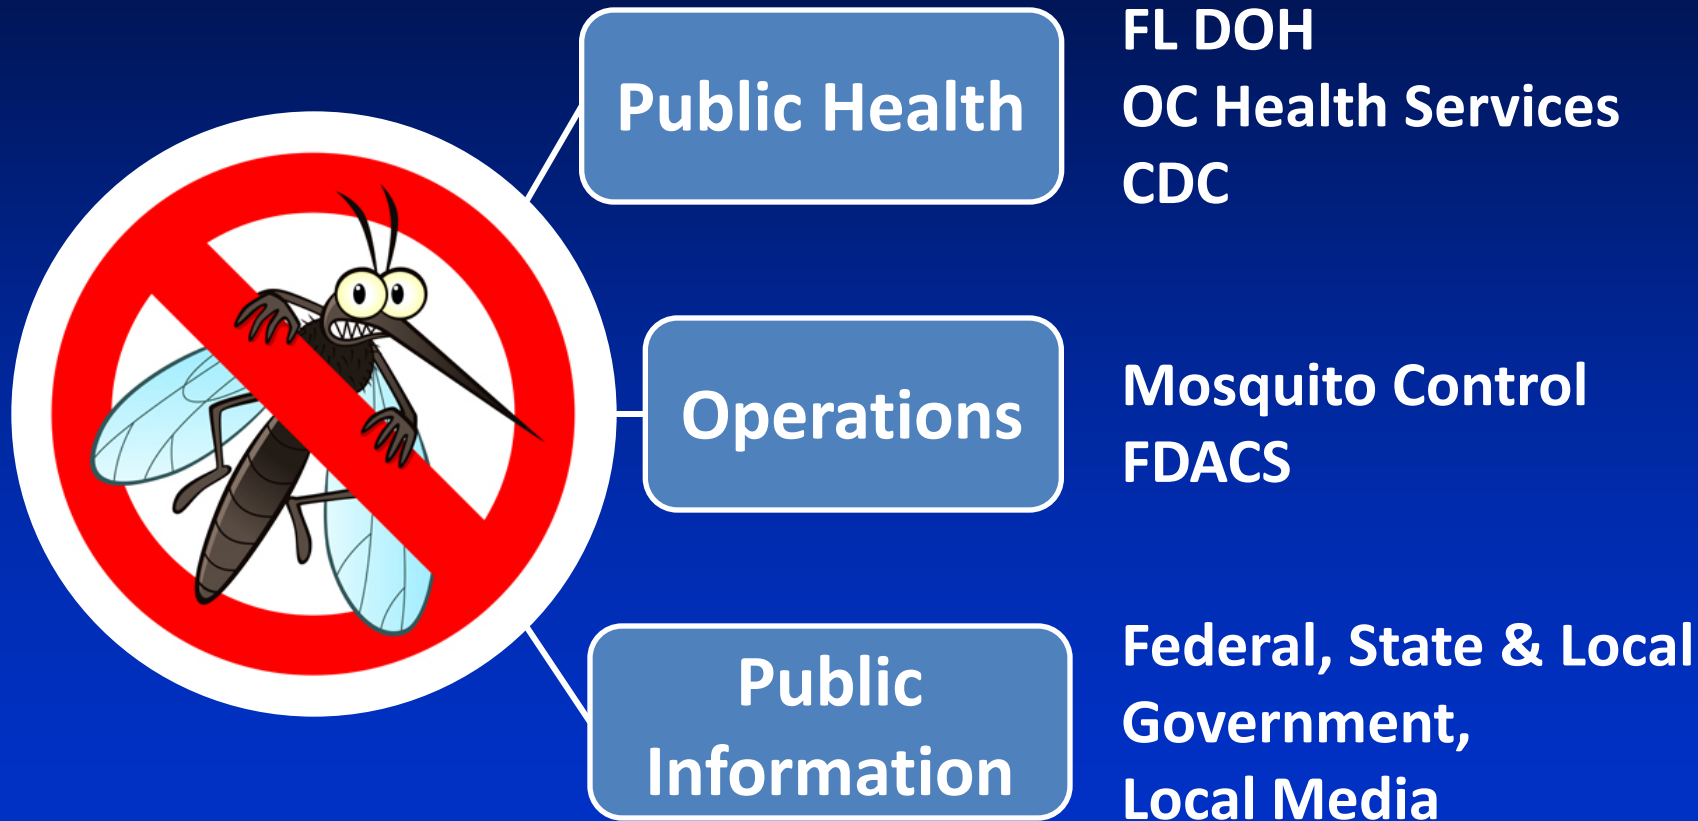 Public Health
FL DOH
OC Health Services
CDC
Operations
Mosquito Control
FDACS
Public
Information
Federal, State & Local
Government,
Local Media